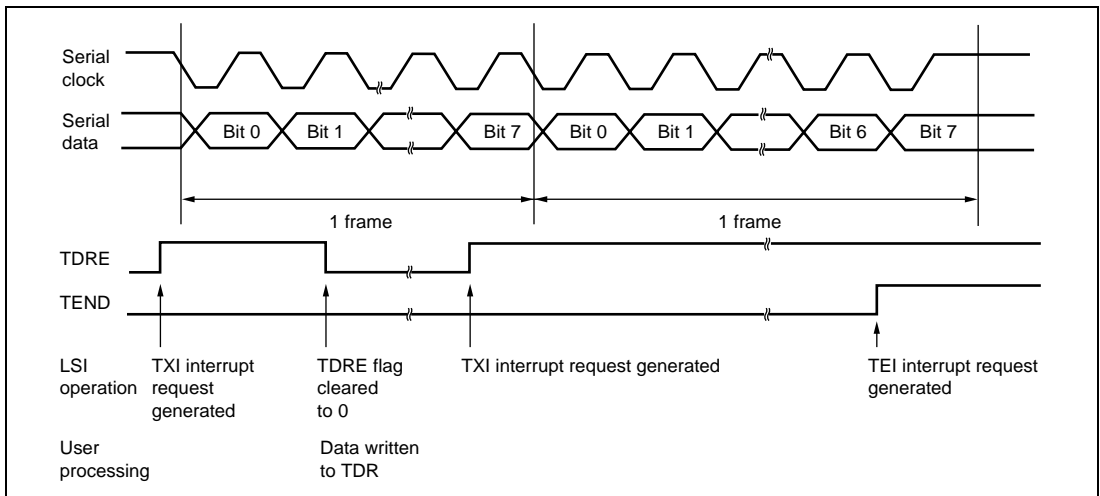 Serial
clock
Serial
data
Bit 0 Bit 1 Bit 7 Bit 0 Bit 1 Bit 6 Bit 7
1 frame 1 frame
TDRE
TEND
LSI
operation
TXI interrupt
request
generated
TDRE flag
cleared
to 0
TXI interrupt request generated
TEI interrupt request
generated
User
processing
Data written
to TDR